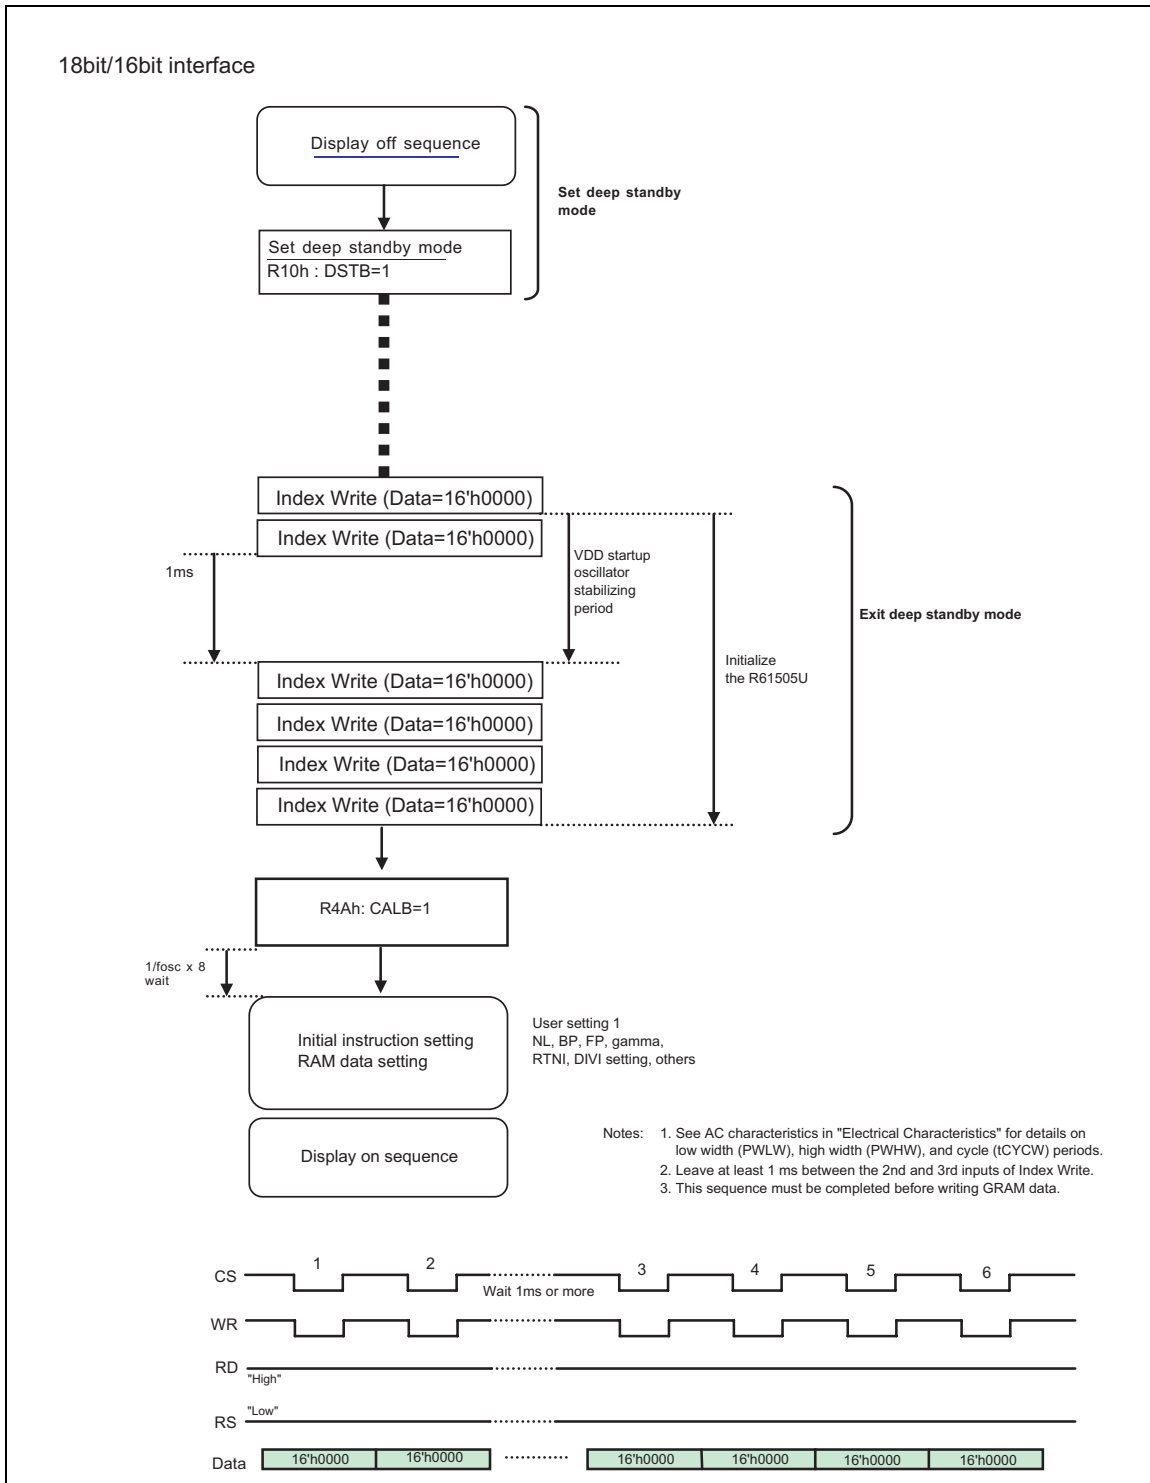 18bit/16bit interface
Display off sequence
Set deep standby
mode
Set deep standby mode
R10h : DSTB=1
Index Write (Data=16'h0000)
Index Write (Data=16'h0000)
1ms
VDD startup
oscillator
stabilizing
period
Exit deep standby mode
Initialize
the R61505U
Index Write (Data=16'h0000)
Index Write (Data=16'h0000)
Index Write (Data=16'h0000)
Index Write (Data=16'h0000)
R4Ah: CALB=1
1/fosc x 8
wait
Initial instruction setting
RAM data setting
User setting 1
NL, BP, FP, gamma,
RTNI, DIVI setting, others
Display on sequence
Notes: 1. See AC characteristics in "Electrical Characteristics" for details on
low width (PWLW), high width (PWHW), and cycle (tCYCW) periods.
2. Leave at least 1 ms between the 2nd and 3rd inputs of Index Write.
3. This sequence must be completed before writing GRAM data.
CS 1 2 3 4 5 6
Wait 1ms or more
WR
RD
"High"
"Low"
RS
Data 16'h0000 16'h0000 16'h0000 16'h0000 16'h0000 16'h0000